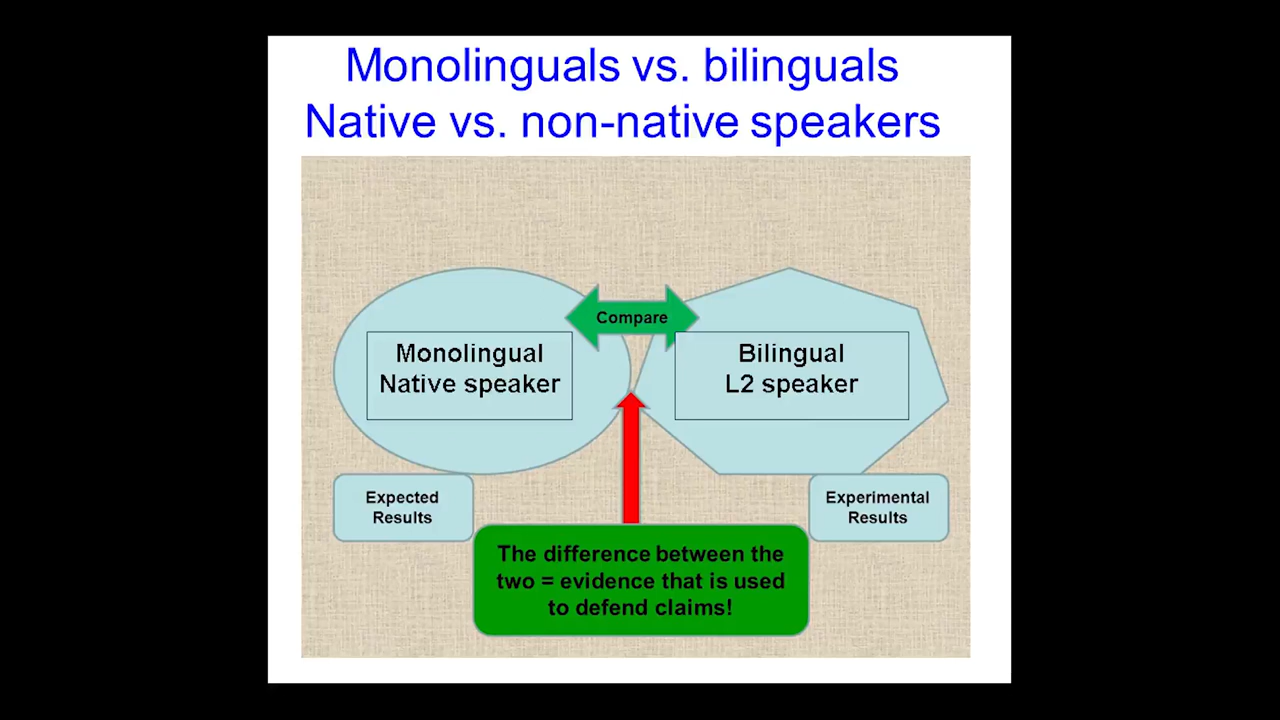 Monolinguals vs. bilinguals
Native vs. non-native speakers
Compare
Monolingual
Native speaker
Bilingual
L2 speaker
Expected
Results
Experimental
Results
The difference between the
two = evidence that is used
to defend claims!